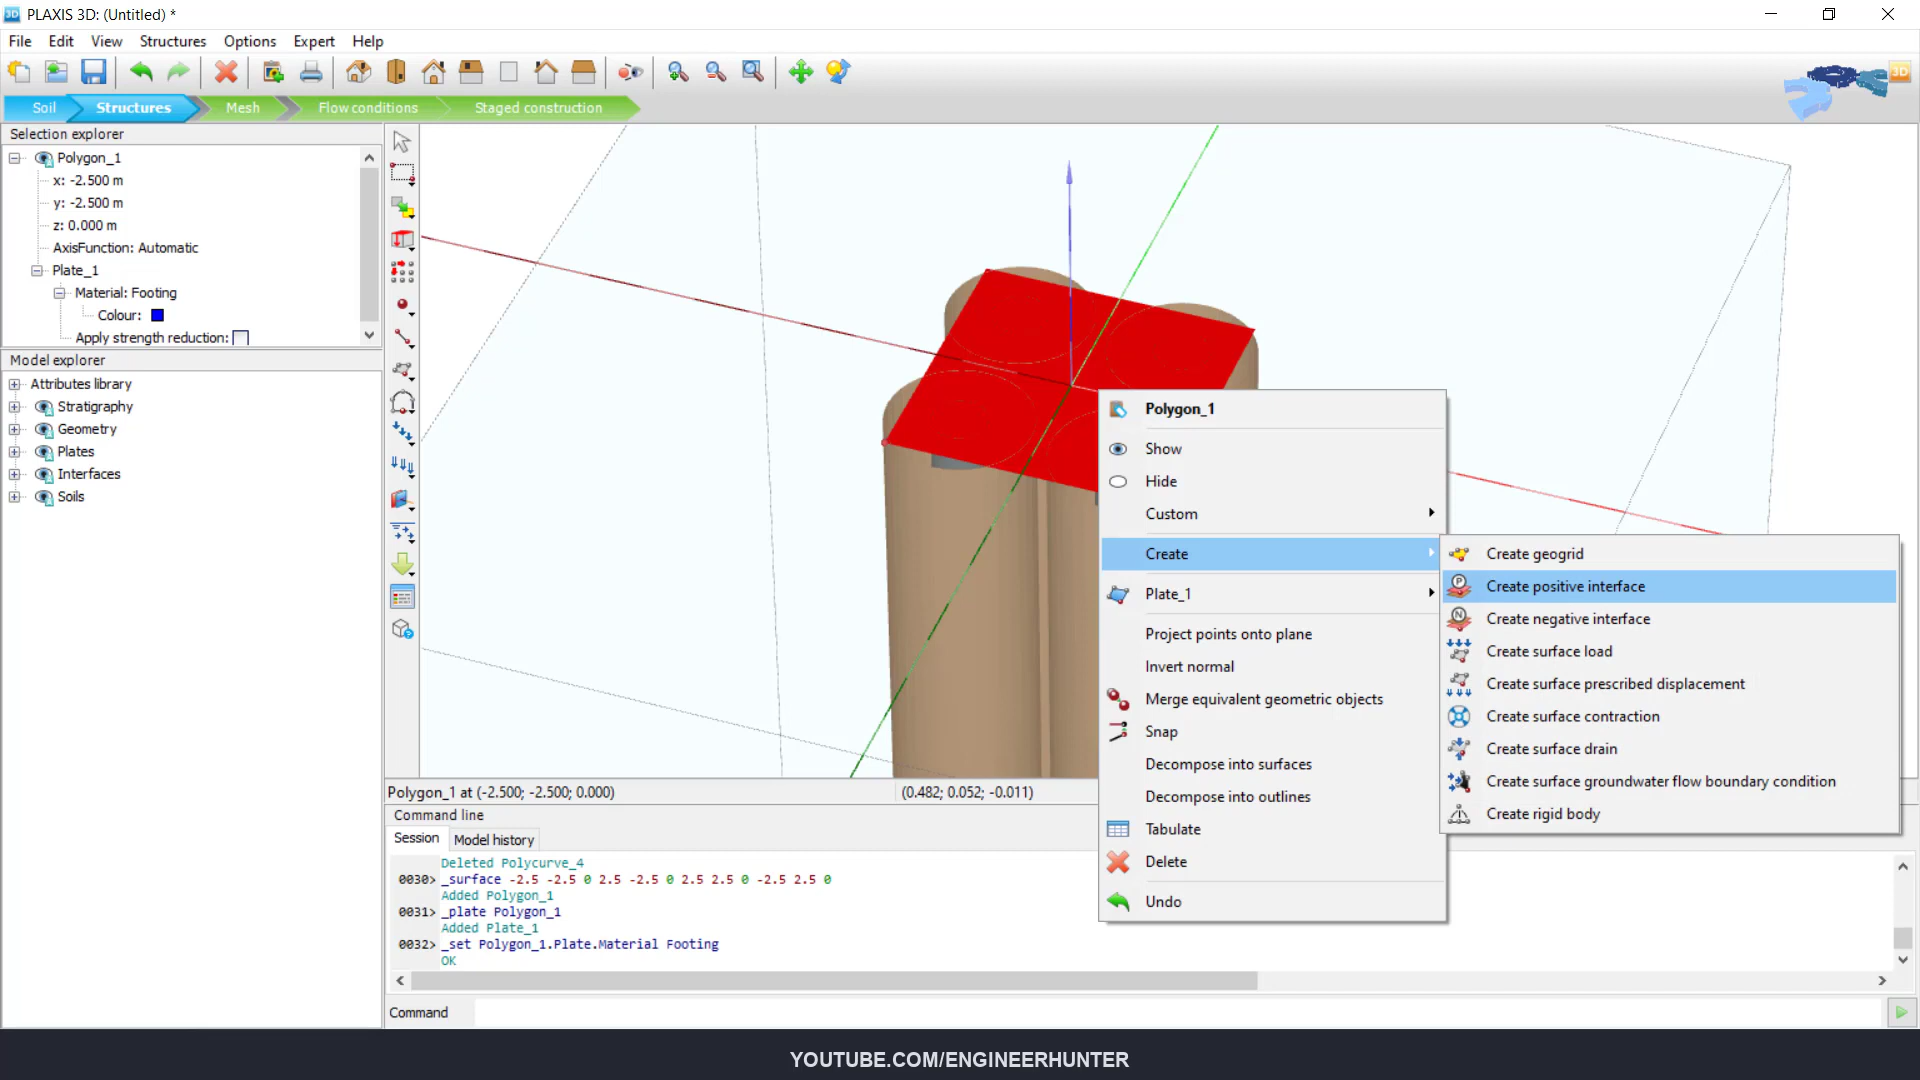 PLAXIS 3D: (Untitled) *
File Edit View Structures Options Expert Help
3D
Soil Structures Mesh Flow conditions Staged construction
Selection explorer
Polygon_1
x: -2.500 m
y: -2.500 m
z: 0.000 m
AxisFunction: Automatic
Plate_1
Material: Footing
Colour:
Apply strength reduction:
Model explorer
Attributes library
Stratigraphy
Geometry
Plates
Interfaces
Soils
Polygon_1
Show
Hide
Custom
Create
Plate_1
Project points onto plane
Invert normal
Merge equivalent geometric objects
Snap
Decompose into surfaces
Decompose into outlines
Tabulate
Delete
Undo
Create geogrid
Create positive interface
Create negative interface
Create surface load
Create surface prescribed displacement
Create surface contraction
Create surface drain
Create surface groundwater flow boundary condition
Create rigid body
Polygon_1 at (-2.500; -2.500; 0.000) (0.482; 0.052; -0.011)
Command line
Session Model history
Deleted Polycurve_4
0030> _surface -2.5 -2.5 0 2.5 -2.5 0 2.5 2.5 0 -2.5 2.5 0
Added Polygon_1
0031> _plate Polygon_1
Added Plate_1
0032> _set Polygon_1.Plate.Material Footing
OK
Command
YOUTUBE.COM/ENGINEERHUNTER